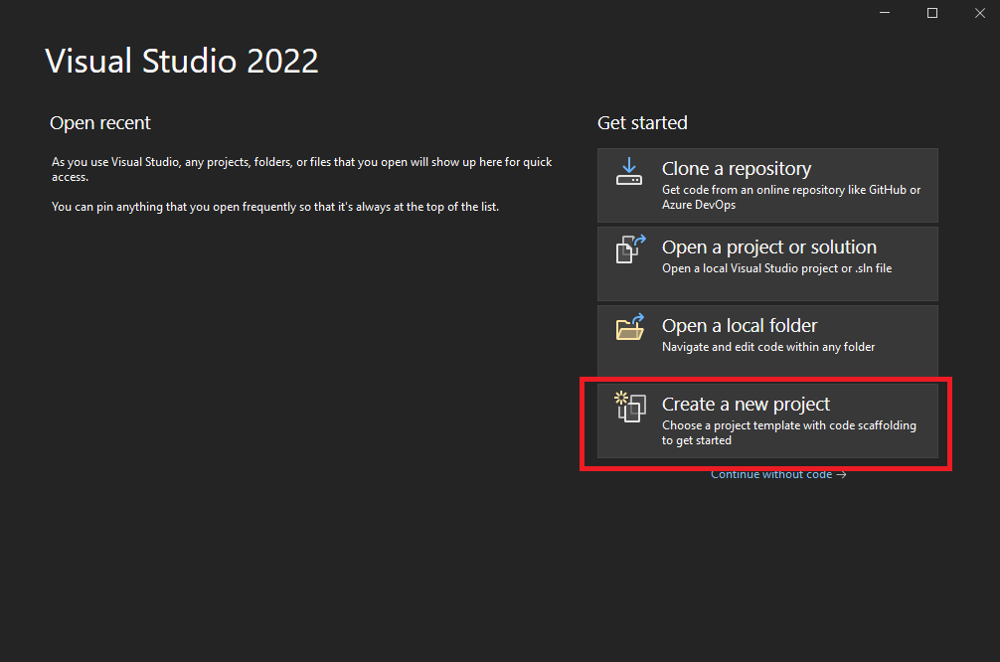 Visual Studio 2022
Open recent
As you use Visual Studio, any projects, folders, or files that you open will show up here for quick
access.
You can pin anything that you open frequently so that it's always at the top of the list.
Get started
Clone a repository
Get code from an online repository like GitHub or
Azure DevOps
Open a project or solution
Open a local Visual Studio project or .sln file
Open a local folder
Navigate and edit code within any folder
Create a new project
Choose a project template with code scaffolding
to get started
Continue without code →